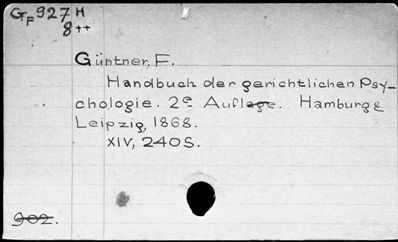 GF 927 H
8++
Güntner, F.
Handbuch der gerichtlichen Psy-
chologie. 2e Auflage. Hamburg &
Leipzig, 1868.
XIV, 240 S.
902.